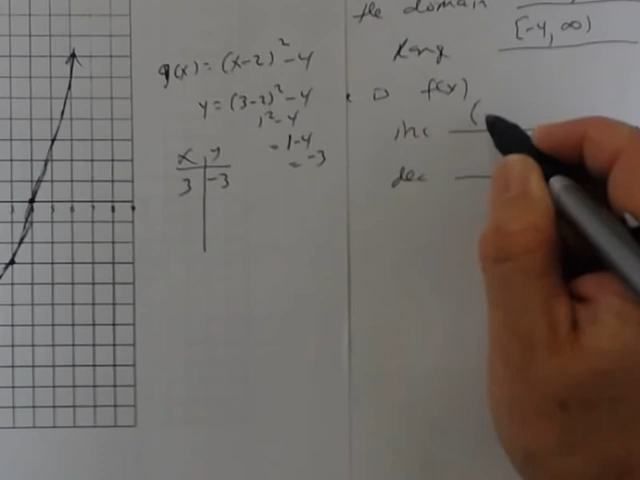 g(x) = (x-2)² - 4
y = (3-2)² - 4
1² - 4
= 1-4
= -3
x y
3 -3
the domain
[-4, ∞)
Rang
D f(x)
inc (
dec